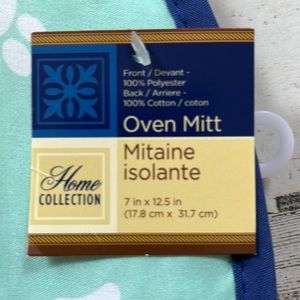 Front / Devant -
100% Polyester
Back / Arriere -
100% Cotton / coton
Oven Mitt
Mitaine
isolante
7 in x 12.5 in
(17.8 cm x 31.7 cm)
Home
COLLECTION